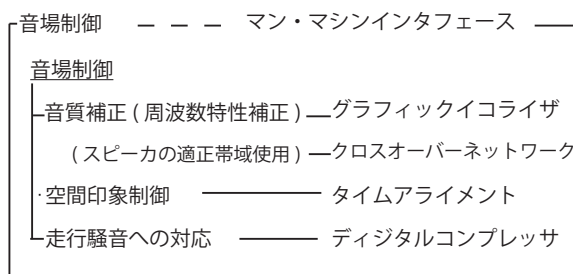 音場制御 マン・マシンインタフェース
音場制御
音質補正 ( 周波数特性補正 ) グラフィックイコライザ
( スピーカの適正帯域使用 ) クロスオーバーネットワーク
・空間印象制御 タイムアライメント
走行騒音への対応 ディジタルコンプレッサ